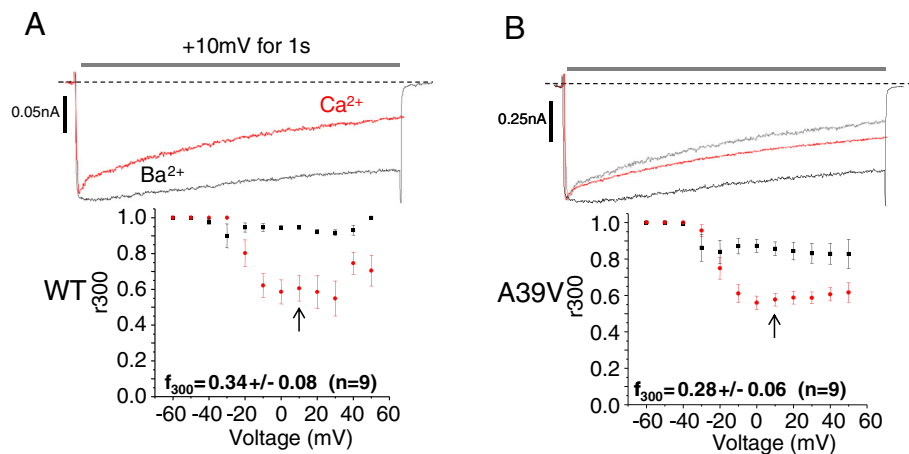 A
+10mV for 1s
0.05nA
Ca²⁺
Ba²⁺
1.0
0.8
0.6
0.4
0.2
0.0
r300
WT
f₃₀₀= 0.34+/- 0.08 (n=9)
-60 -40 -20 0 20 40 60
Voltage (mV)
B
0.25nA
1.0
0.8
0.6
0.4
0.2
0.0
r300
A39V
f₃₀₀= 0.28+/- 0.06 (n=9)
-60 -40 -20 0 20 40 60
Voltage (mV)